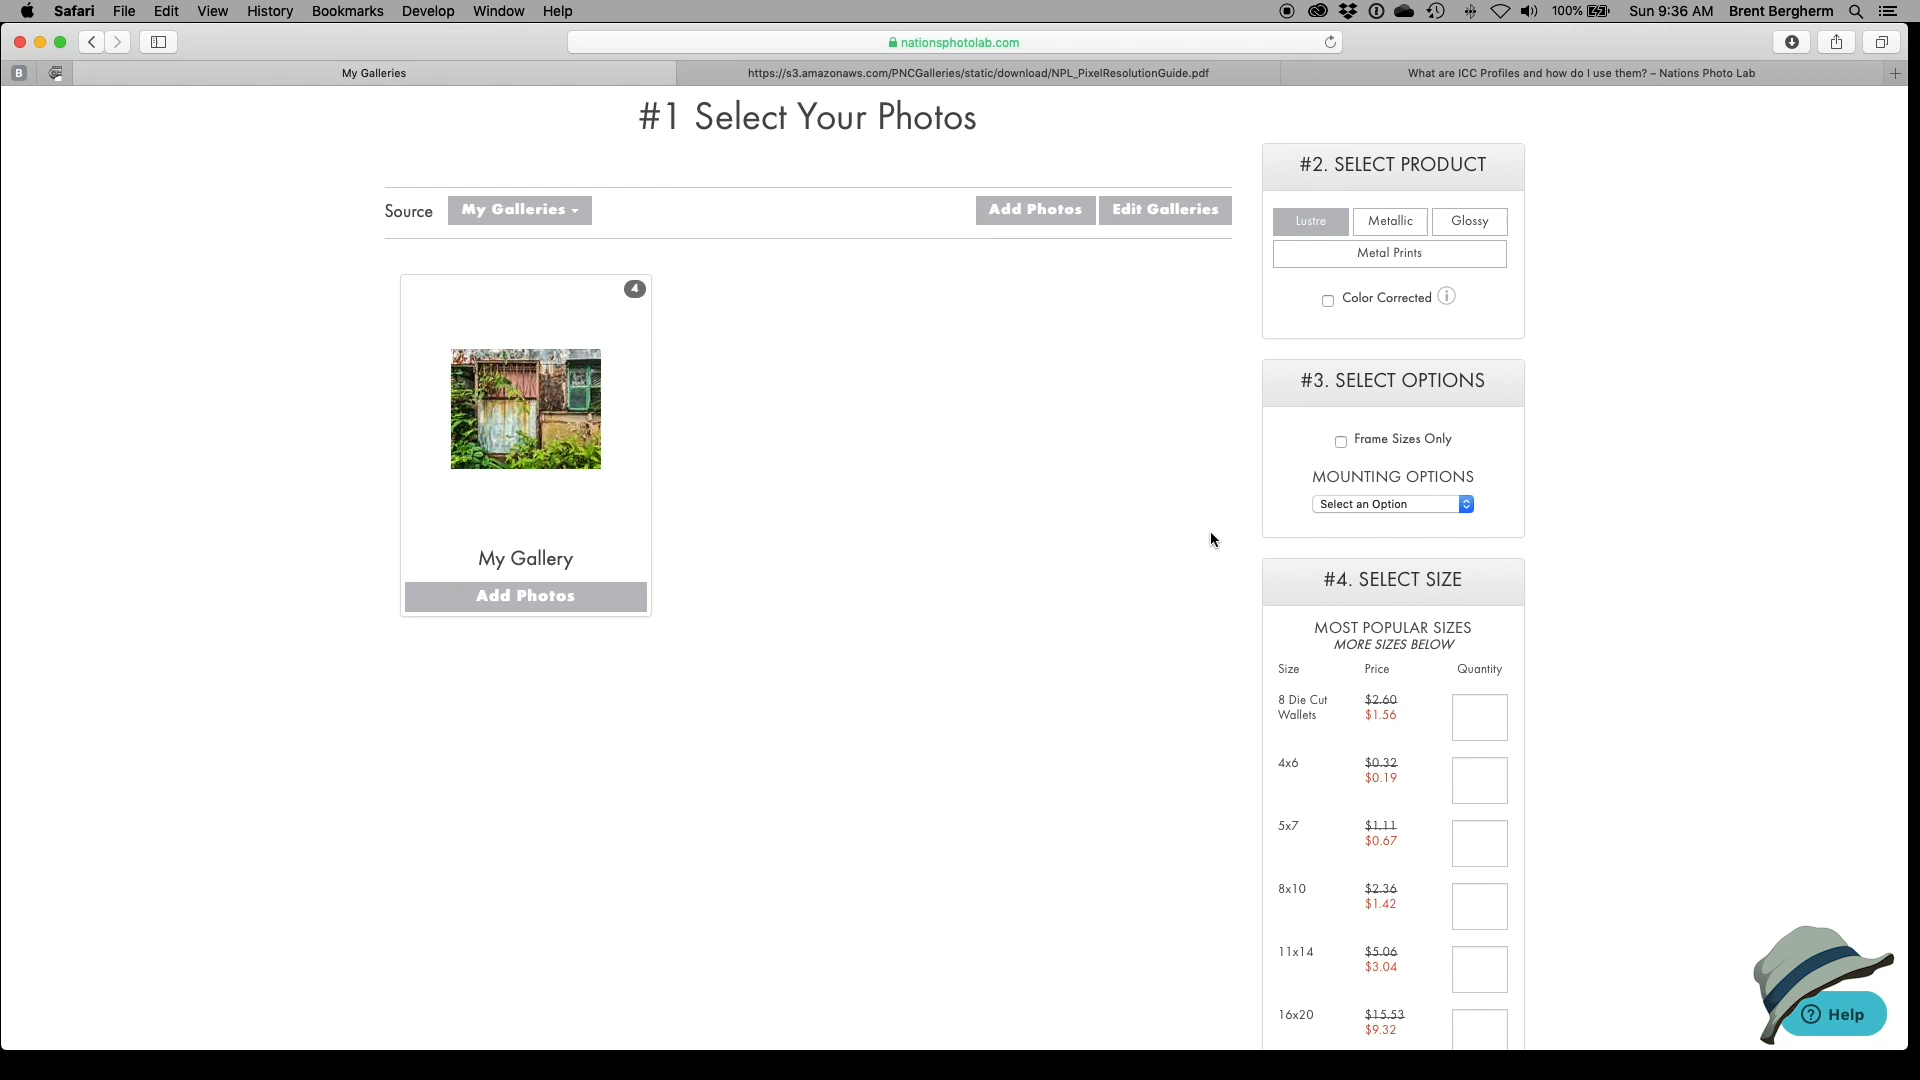 Safari File Edit View History Bookmarks Develop Window Help 100% Sun 9:36 AM Brent Bergherm
nationsphotolab.com
B My Galleries https://s3.amazonaws.com/PNCGalleries/static/download/NPL_PixelResolutionGuide.pdf What are ICC Profiles and how do I use them? – Nations Photo Lab
#1 Select Your Photos
Source My Galleries Add Photos Edit Galleries
4
My Gallery
Add Photos
#2. SELECT PRODUCT
Lustre Metallic Glossy
Metal Prints
Color Corrected i
#3. SELECT OPTIONS
Frame Sizes Only
MOUNTING OPTIONS
Select an Option
#4. SELECT SIZE
MOST POPULAR SIZES
MORE SIZES BELOW
Size Price Quantity
8 Die Cut $2.60
Wallets $1.56
4x6 $0.32
$0.19
5x7 $1.11
$0.67
8x10 $2.36
$1.42
11x14 $5.06
$3.04
16x20 $15.53
$9.32
? Help